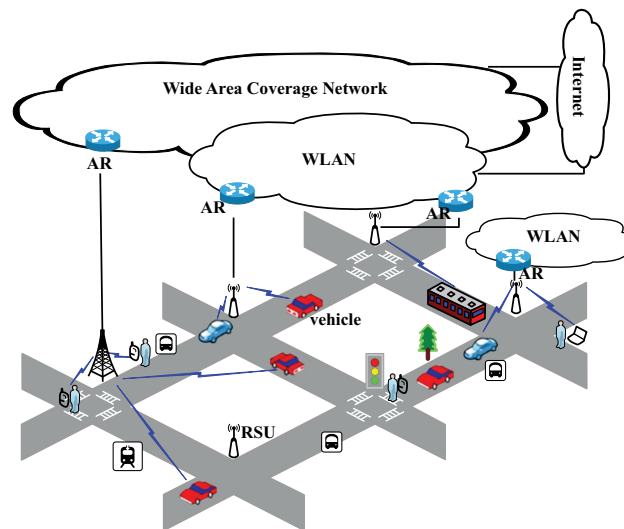 Wide Area Coverage Network
Internet
WLAN
AR
AR
AR
WLAN
AR
vehicle
RSU